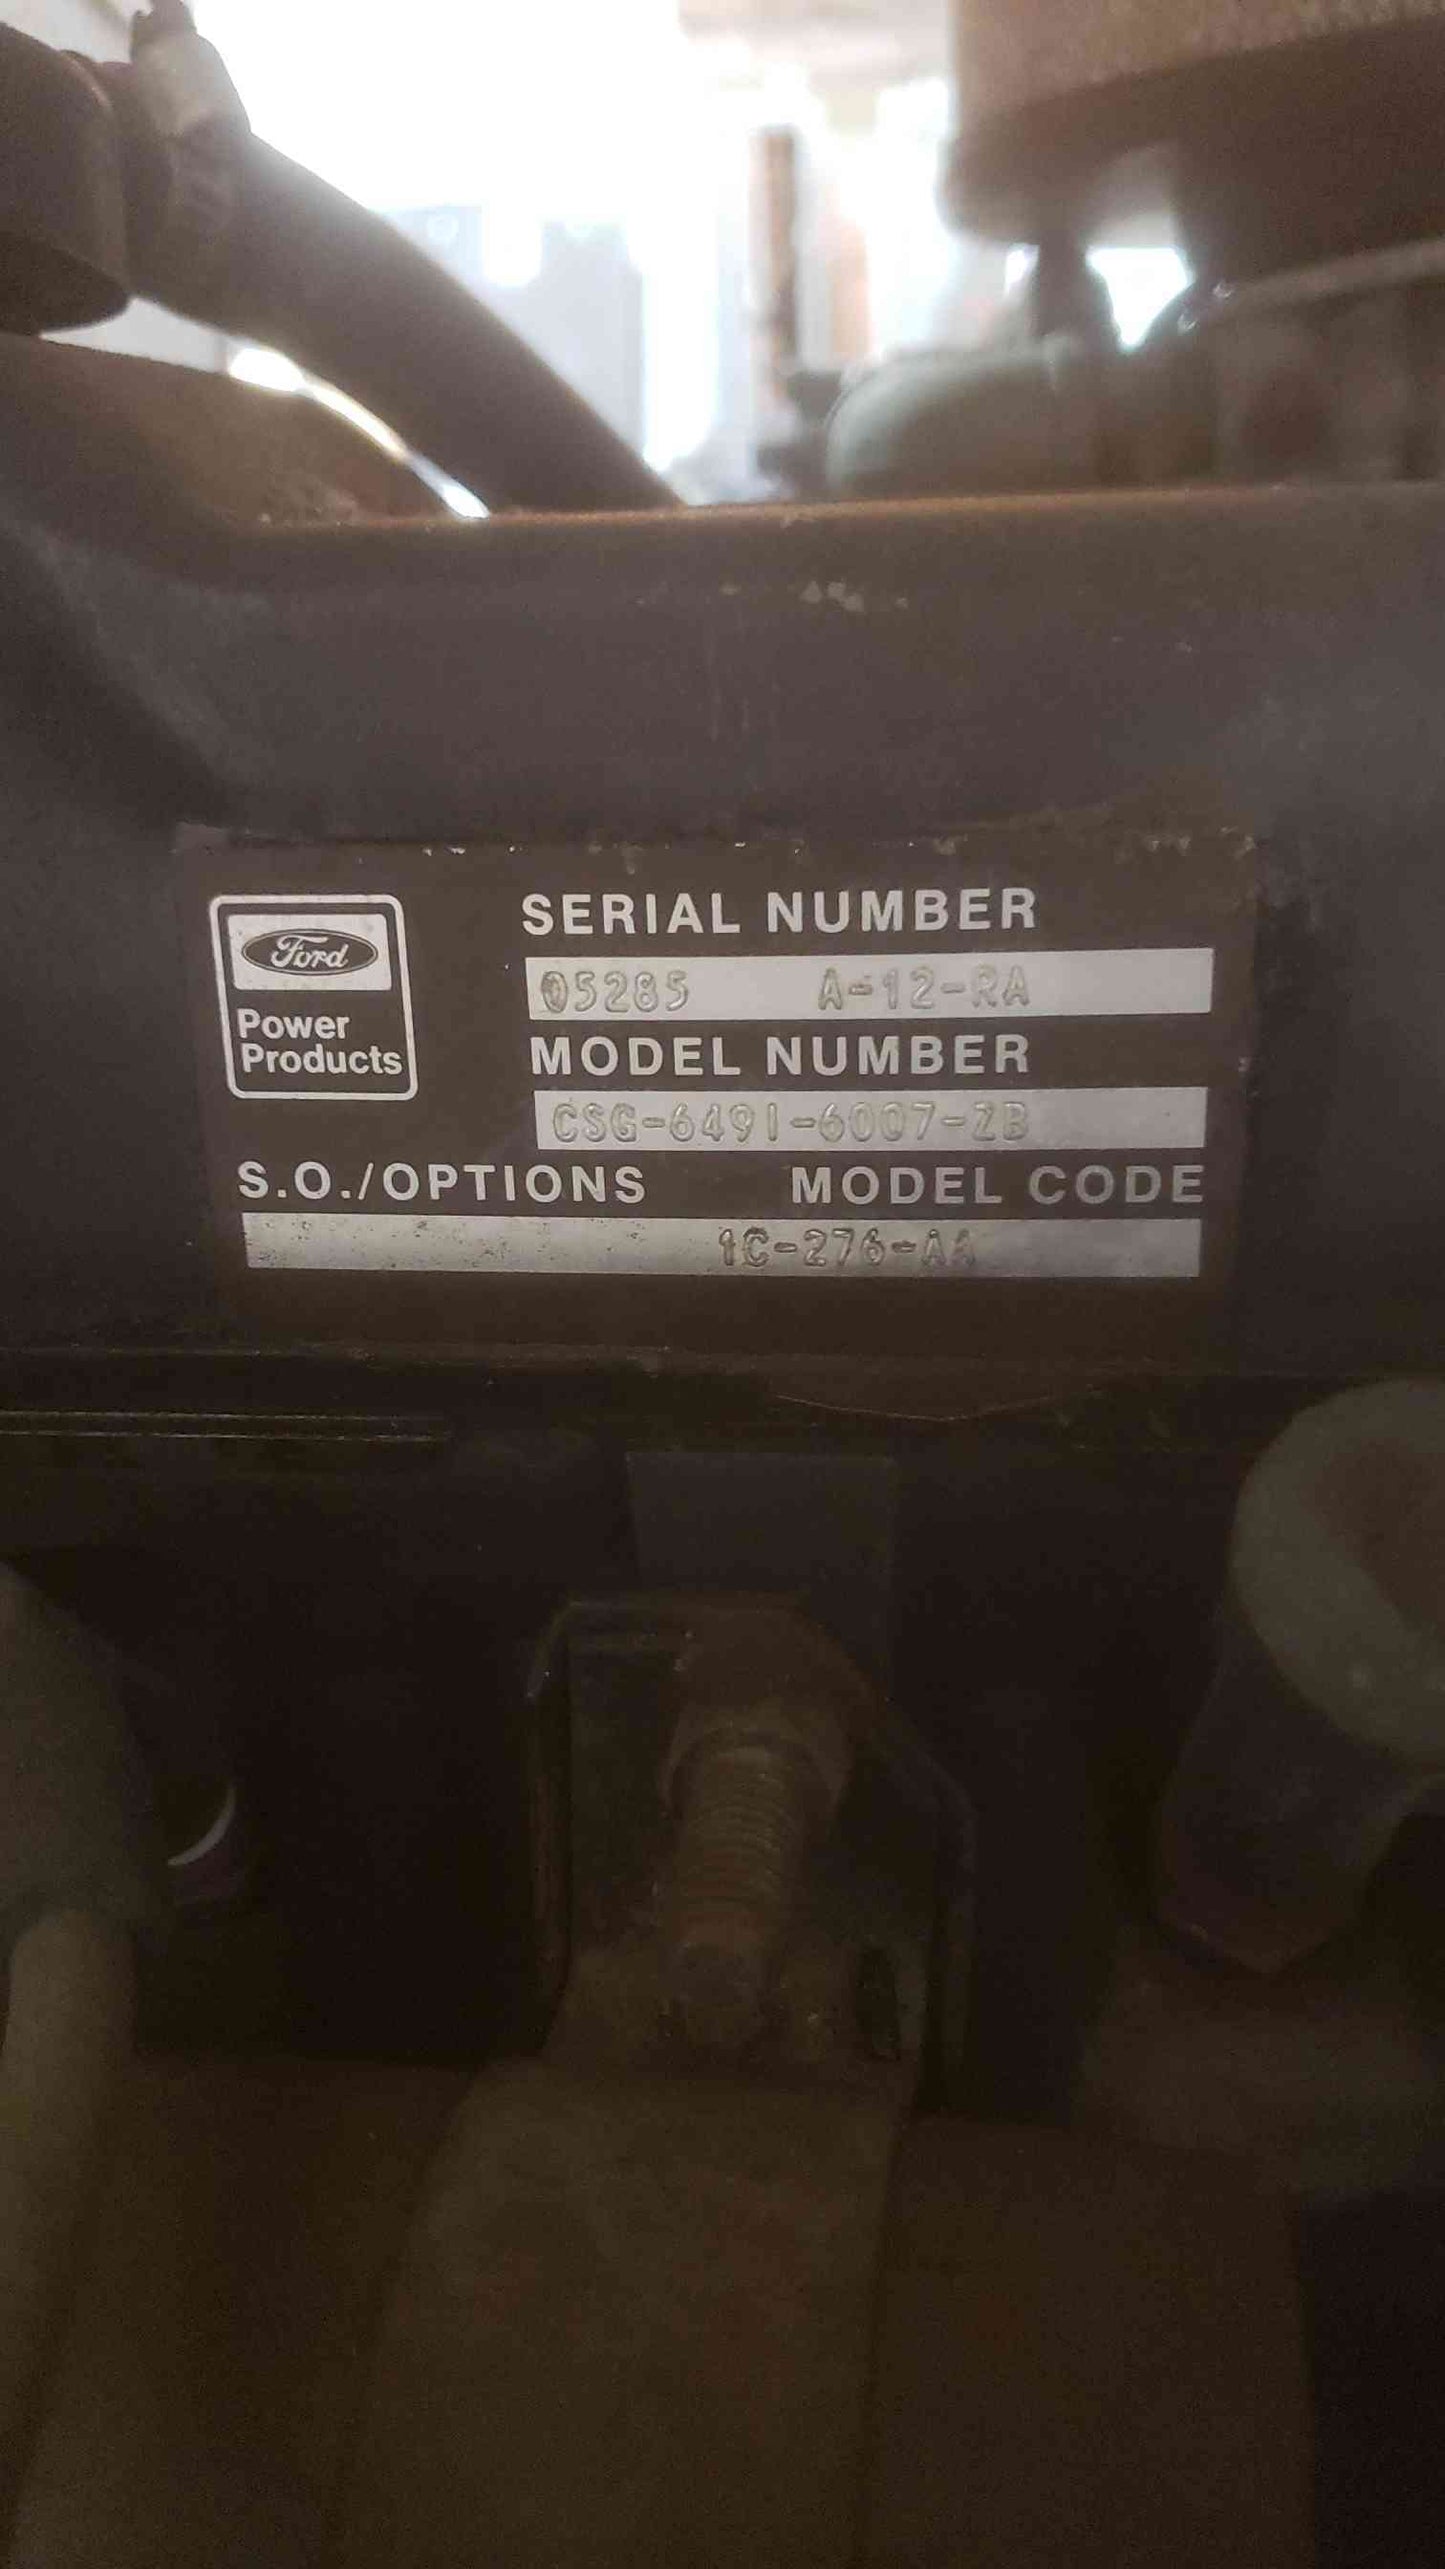 Ford
Power
Products
SERIAL NUMBER
05285 A-12-RA
MODEL NUMBER
CSG-649I-6007-ZB
S.O./OPTIONS MODEL CODE
1C-276-AA